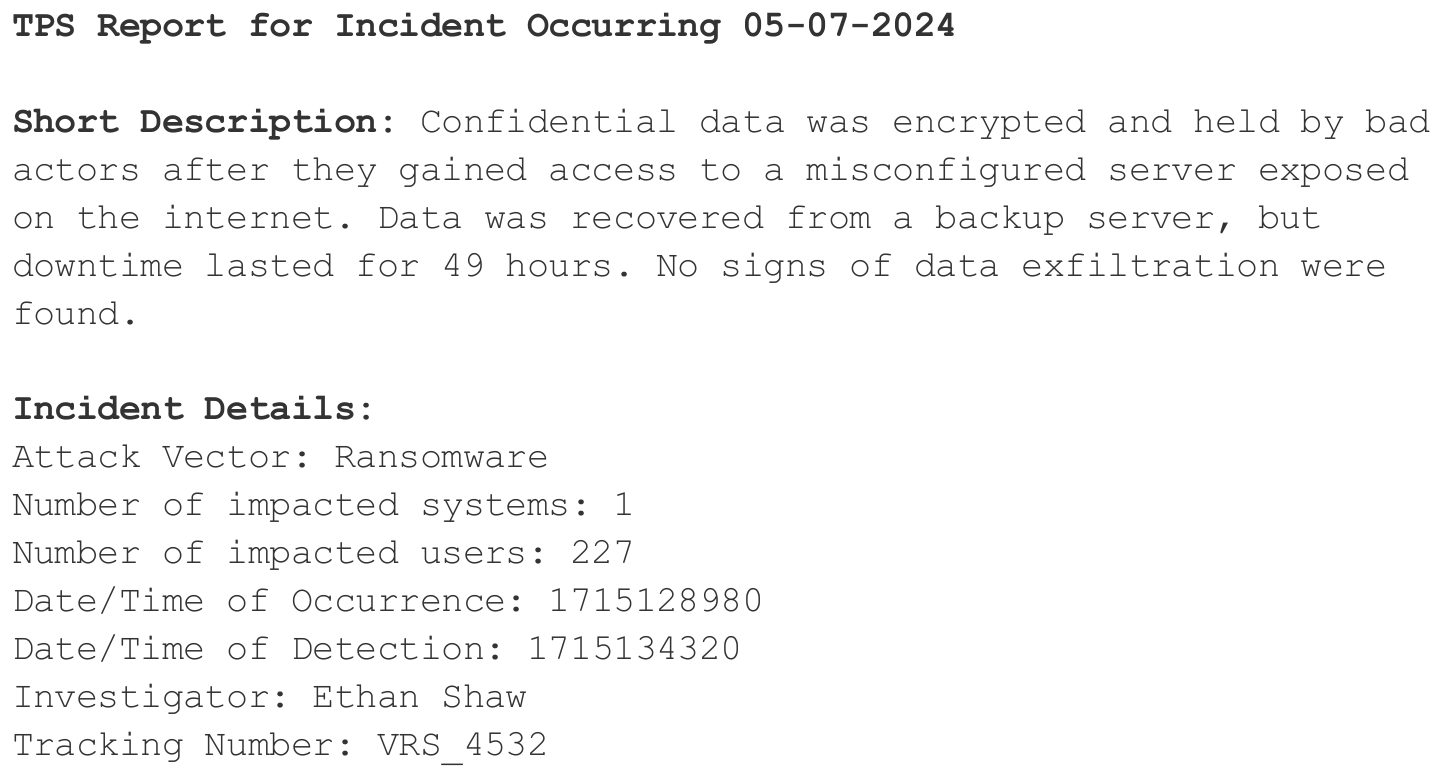 TPS Report for Incident Occurring 05-07-2024
Short Description: Confidential data was encrypted and held by bad
actors after they gained access to a misconfigured server exposed
on the internet. Data was recovered from a backup server, but
downtime lasted for 49 hours. No signs of data exfiltration were
found.
Incident Details:
Attack Vector: Ransomware
Number of impacted systems: 1
Number of impacted users: 227
Date/Time of Occurrence: 1715128980
Date/Time of Detection: 1715134320
Investigator: Ethan Shaw
Tracking Number: VRS_4532